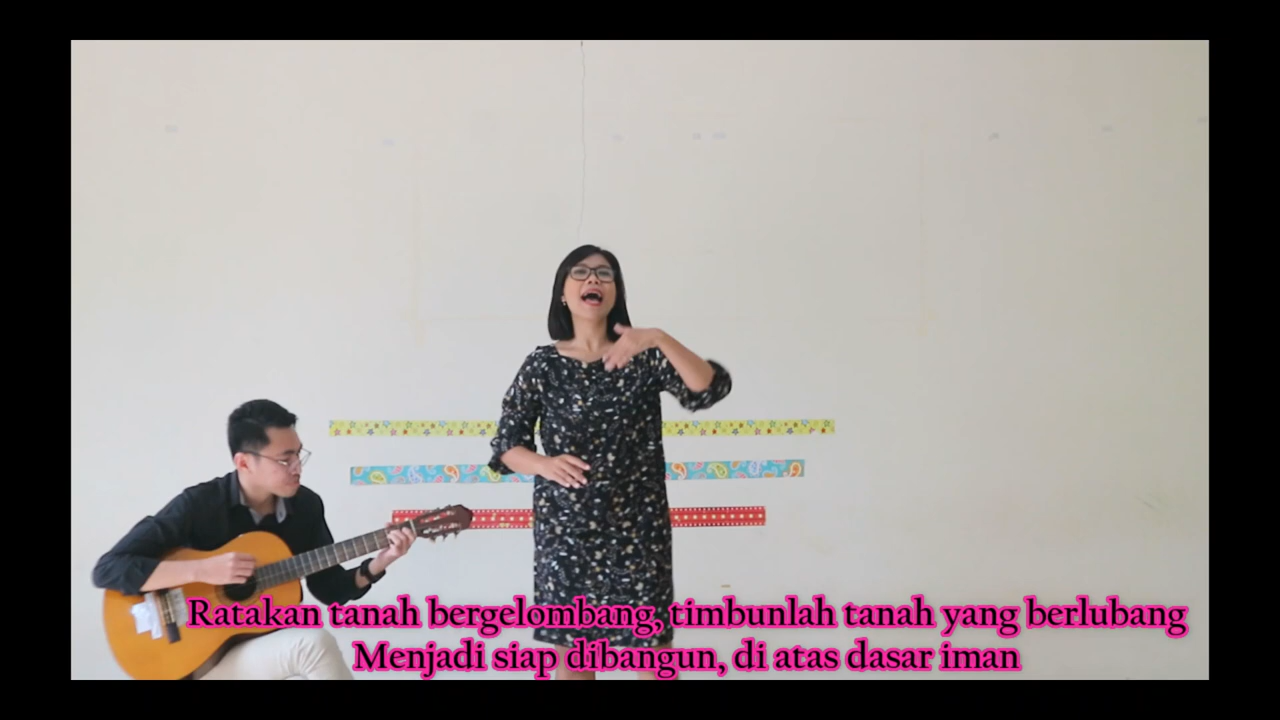 Ratakan tanah bergelombang, timbunlah tanah yang berlubang
Menjadi siap dibangun, di atas dasar iman